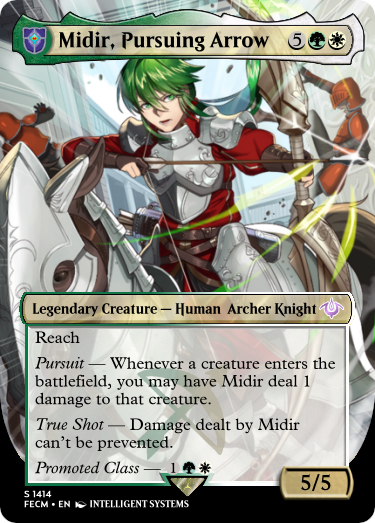 Midir, Pursuing Arrow 5
Legendary Creature — Human Archer Knight
Reach
Pursuit — Whenever a creature enters the
battlefield, you may have Midir deal 1
damage to that creature.
True Shot — Damage dealt by Midir
can't be prevented.
Promoted Class — 1
5/5
S 1414
FECM • EN INTELLIGENT SYSTEMS